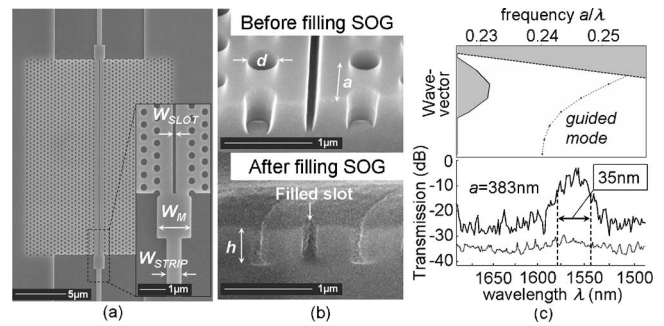 (a)
W_SLOT
W_M
W_STRIP
5µm
1µm
(a)
Before filling SOG
d
a
1µm
After filling SOG
Filled slot
h
1µm
(b)
frequency a/λ
0.23 0.24 0.25
Wave-
vector
guided
mode
Transmission (dB)
0
-10
-20
-30
-40
a=383nm
35nm
1650 1600 1550 1500
wavelength λ (nm)
(c)